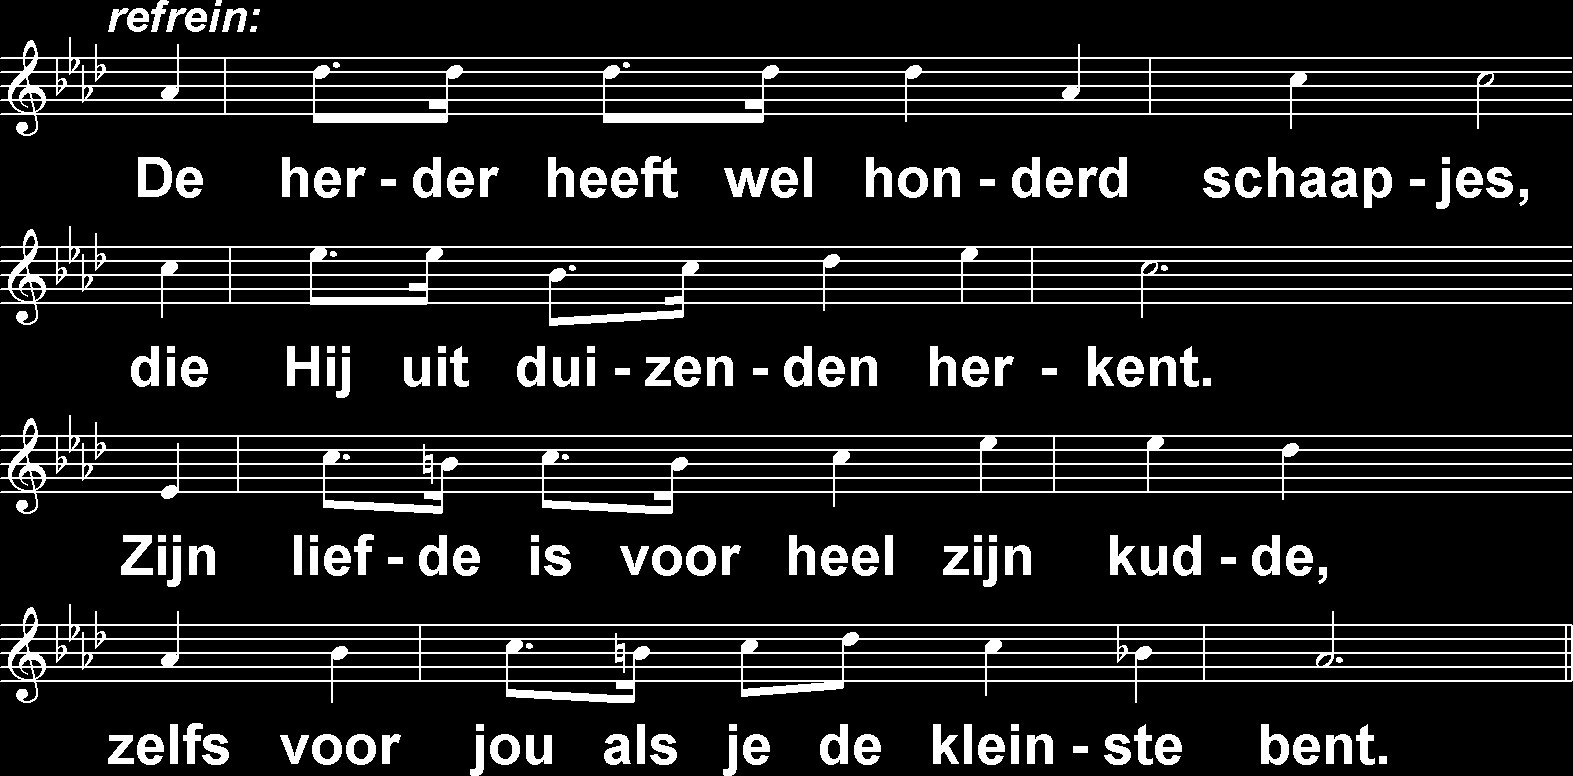 refrein:
De her - der heeft wel hon - derd schaap - jes,
die Hij uit dui - zen - den her - kent.
Zijn lief - de is voor heel zijn kud - de,
zelfs voor jou als je de klein - ste bent.